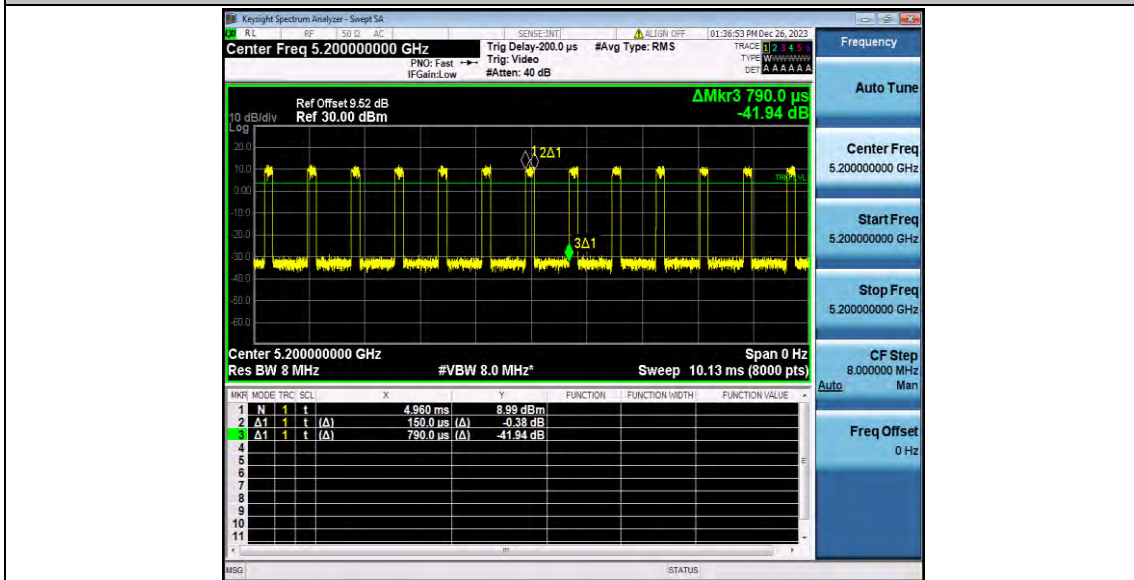 Keysight Spectrum Analyzer - Swept SA
RL RF 50 Ω AC SENSE:INT ALIGN OFF 01:36:53 PM Dec 26, 2023
Center Freq 5.200000000 GHz
PNO: Fast
IFGain:Low
Trig Delay-200.0 µs
Trig: Video
#Atten: 40 dB
#Avg Type: RMS
TRACE 1 2 3 4 5 6
TYPE
DET A A A A A A
Frequency
Auto Tune
ΔMkr3 790.0 µs
-41.94 dB
Ref Offset 9.52 dB
10 dB/div Ref 30.00 dBm
Log
20.0
10.0
0.00
-10.0
-20.0
-30.0
-40.0
-50.0
-60.0
1 2Δ1
3Δ1
Center Freq
5.200000000 GHz
Start Freq
5.200000000 GHz
Stop Freq
5.200000000 GHz
CF Step
8.000000 MHz
Auto Man
Freq Offset
0 Hz
Center 5.200000000 GHz Span 0 Hz
Res BW 8 MHz #VBW 8.0 MHz* Sweep 10.13 ms (8000 pts)
MKR MODE TRC SCL X Y FUNCTION FUNCTION WIDTH FUNCTION VALUE
1 N 1 t 4.960 ms 8.99 dBm
2 Δ1 1 t (Δ) 150.0 µs (Δ) -0.38 dB
3 Δ1 1 t (Δ) 790.0 µs (Δ) -41.94 dB
4
5
6
7
8
9
10
11
MSG STATUS